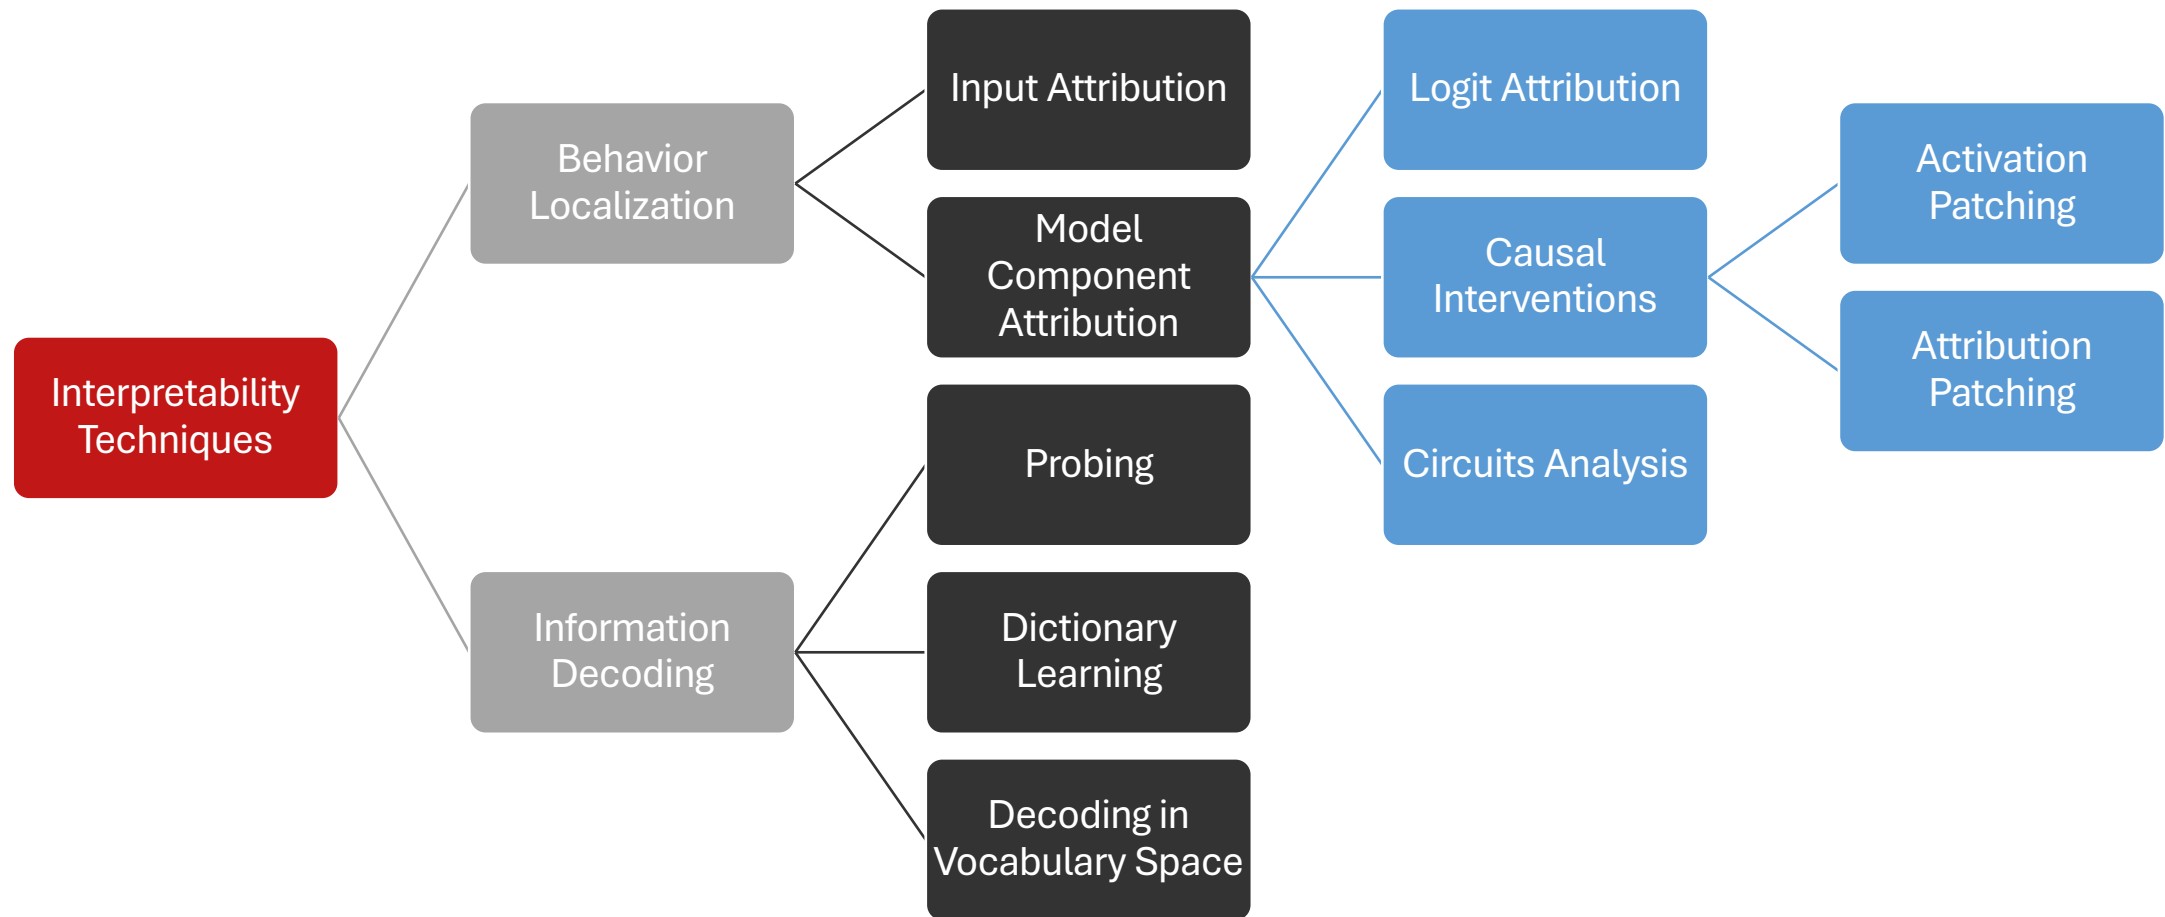 Interpretability
Techniques
Behavior
Localization
Information
Decoding
Input Attribution
Model
Component
Attribution
Probing
Dictionary
Learning
Decoding in
Vocabulary Space
Logit Attribution
Causal
Interventions
Circuits Analysis
Activation
Patching
Attribution
Patching